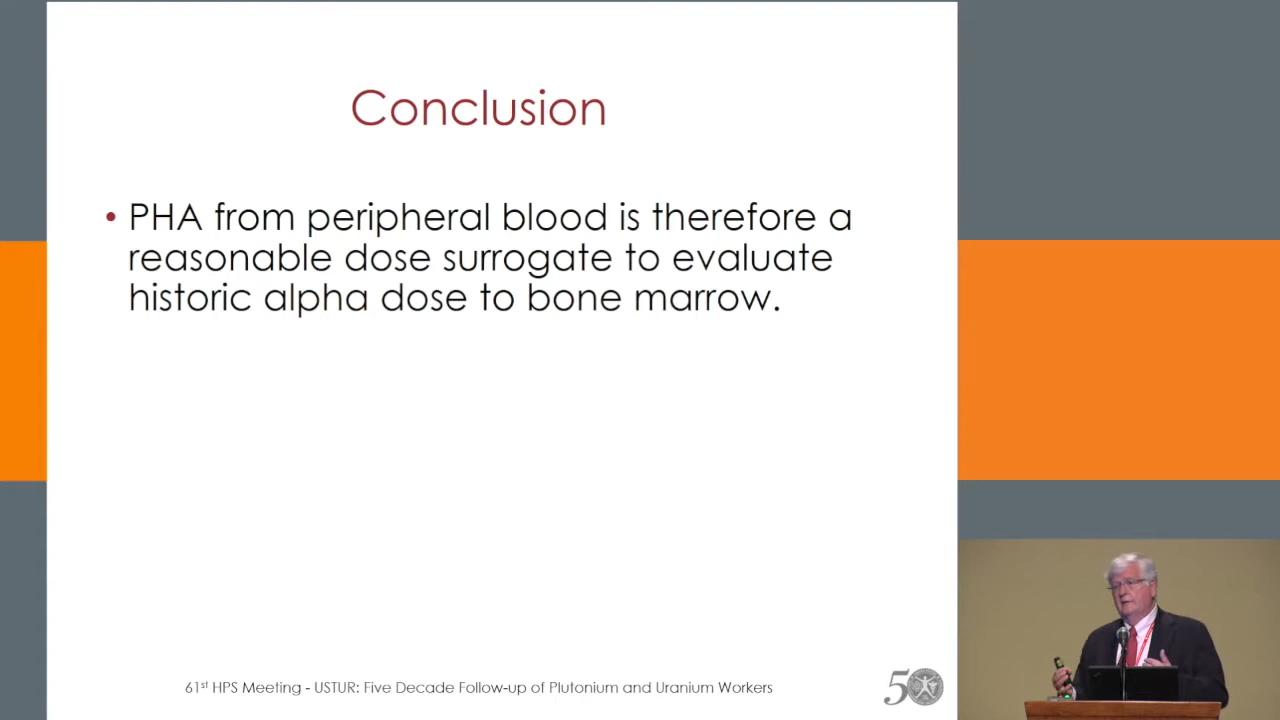 Conclusion
• PHA from peripheral blood is therefore a
reasonable dose surrogate to evaluate
historic alpha dose to bone marrow.
61st HPS Meeting - USTUR: Five Decade Follow-up of Plutonium and Uranium Workers
50